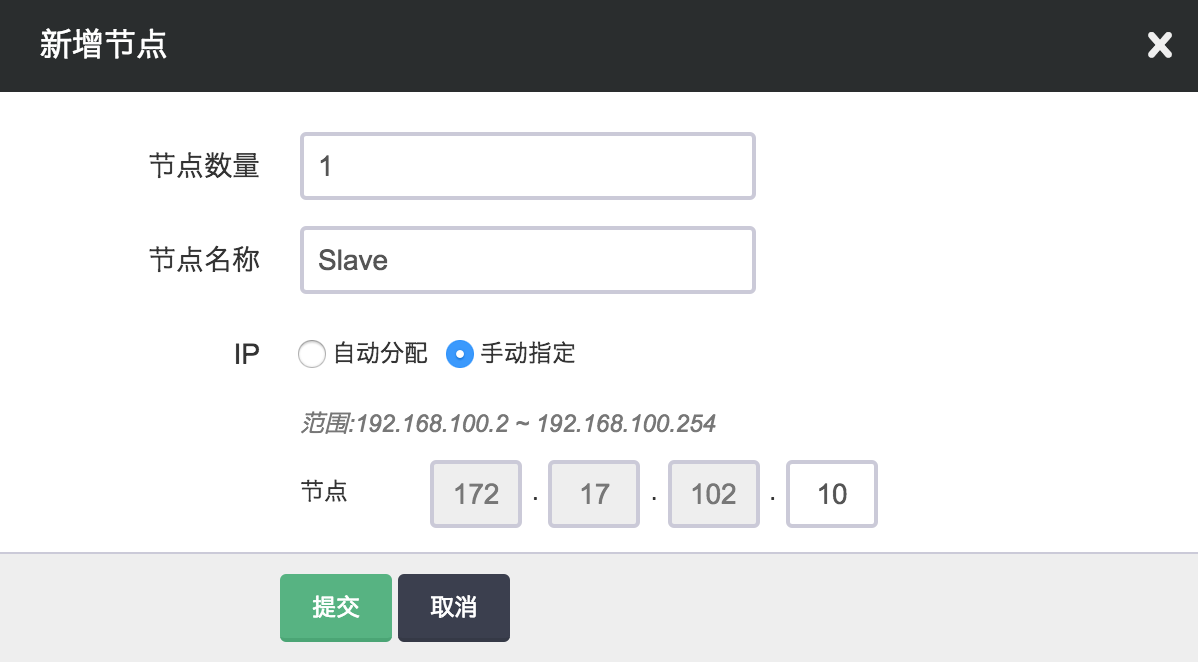 新增节点
节点数量 1
节点名称 Slave
IP 自动分配 手动指定
范围:192.168.100.2 ~ 192.168.100.254
节点 172 . 17 . 102 . 10
提交 取消